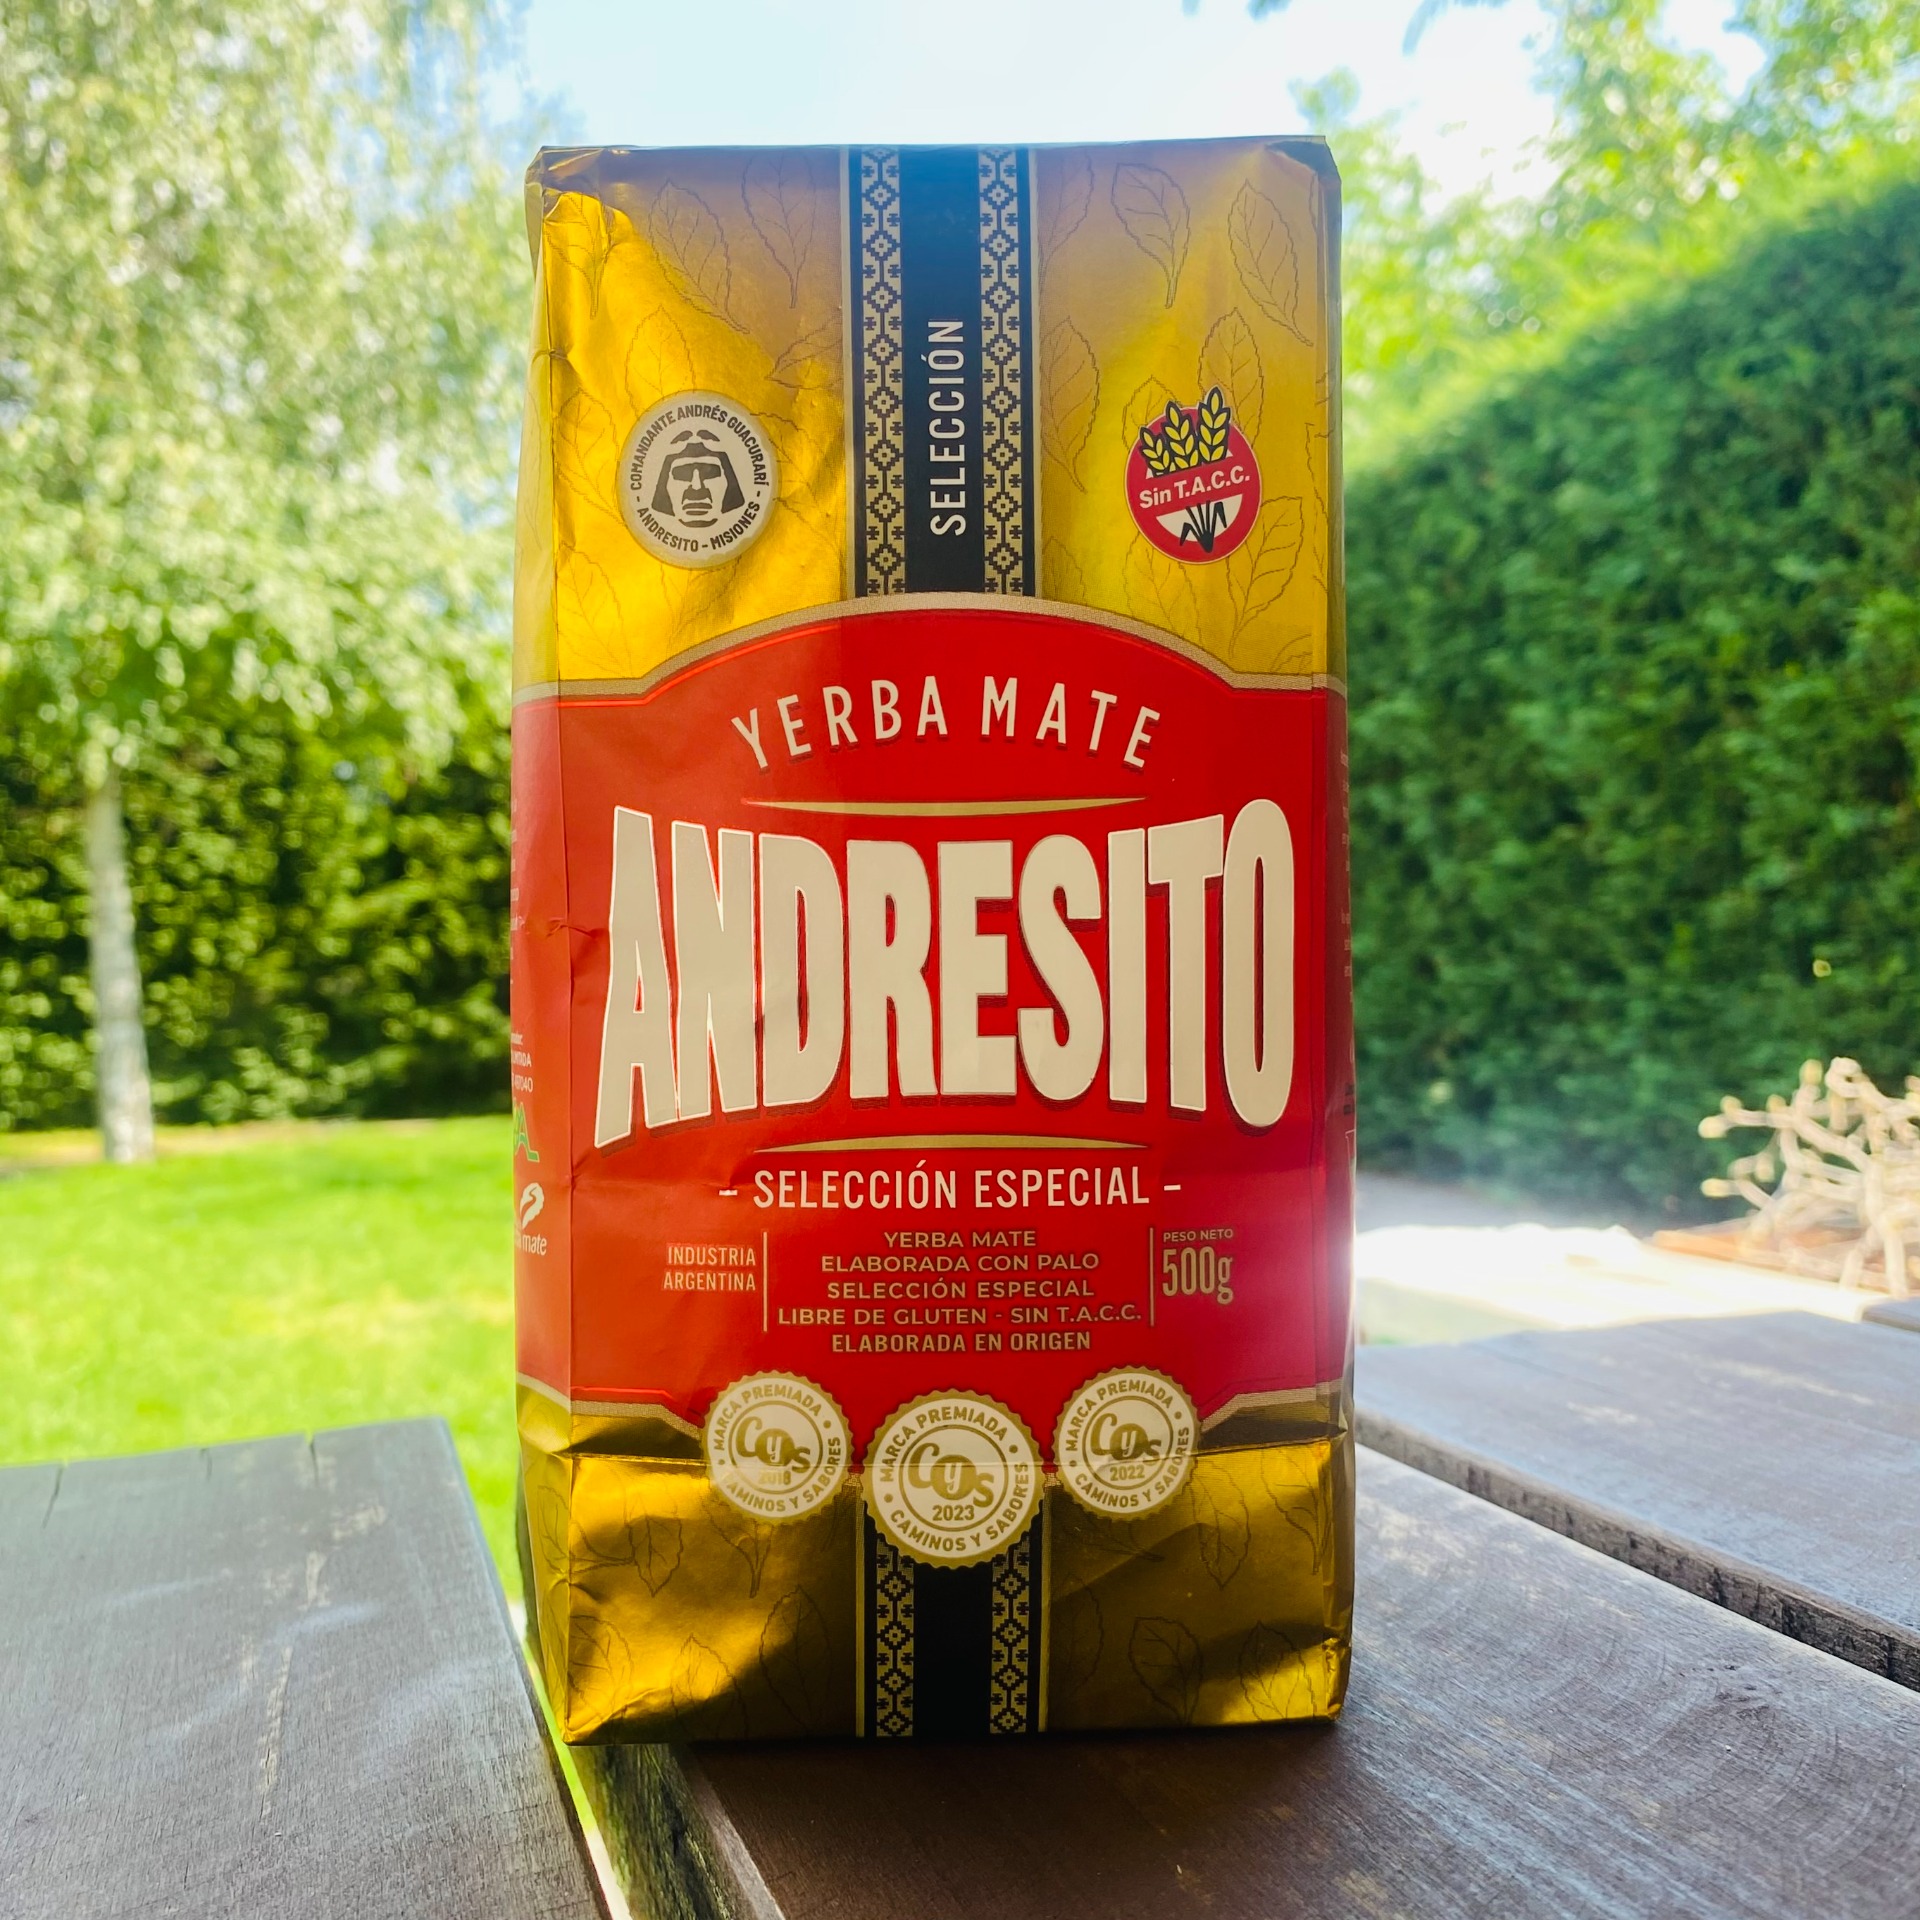 SELECCIÓN
- COMANDANTE ANDRÉS GUACURARÍ -
ANDRESITO - MISIONES
Sin T.A.C.C.
YERBA MATE
ANDRESITO
- SELECCIÓN ESPECIAL -
INDUSTRIA
ARGENTINA
YERBA MATE
ELABORADA CON PALO
SELECCIÓN ESPECIAL
LIBRE DE GLUTEN - SIN T.A.C.C.
ELABORADA EN ORIGEN
PESO NETO
500g
MARCA PREMIADA
CyS
2018
CAMINOS Y SABORES
MARCA PREMIADA
CyS
2023
CAMINOS Y SABORES
MARCA PREMIADA
CyS
2022
CAMINOS Y SABORES
mate